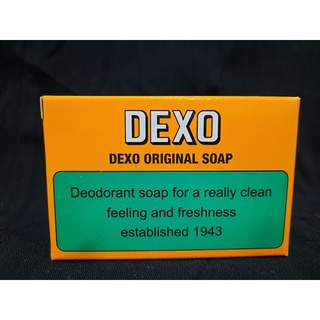 DEXO
DEXO ORIGINAL SOAP
Deodorant soap for a really clean
feeling and freshness
established 1943